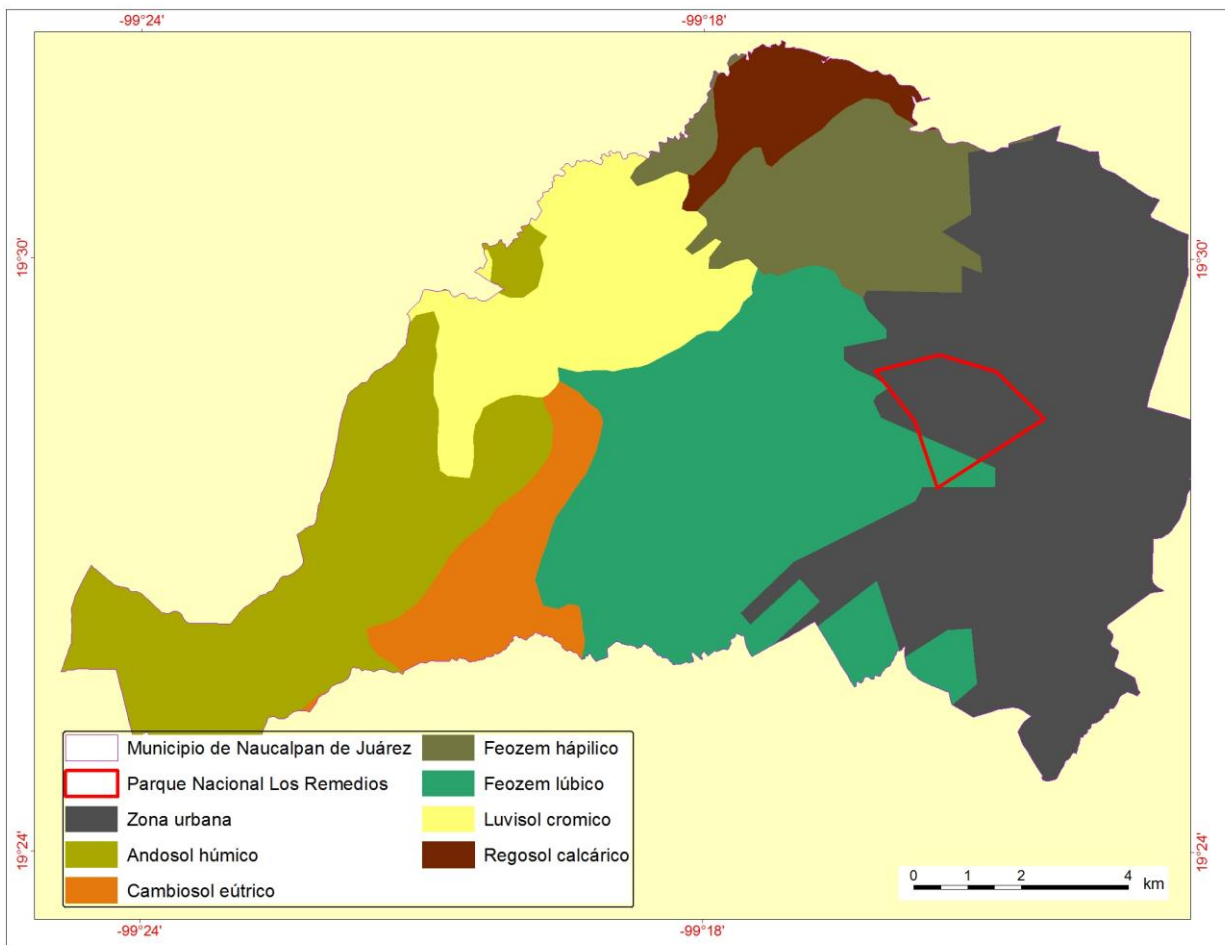 -99°24'
-99°18'
19°30'
19°30'
Municipio de Naucalpan de Juárez
Parque Nacional Los Remedios
Zona urbana
Andosol húmico
Cambiosol eútrico
Feozem hápilico
Feozem lúbico
Luvisol cromico
Regosol calcárico
19°24'
19°24'
0 1 2 4
km
-99°24'
-99°18'